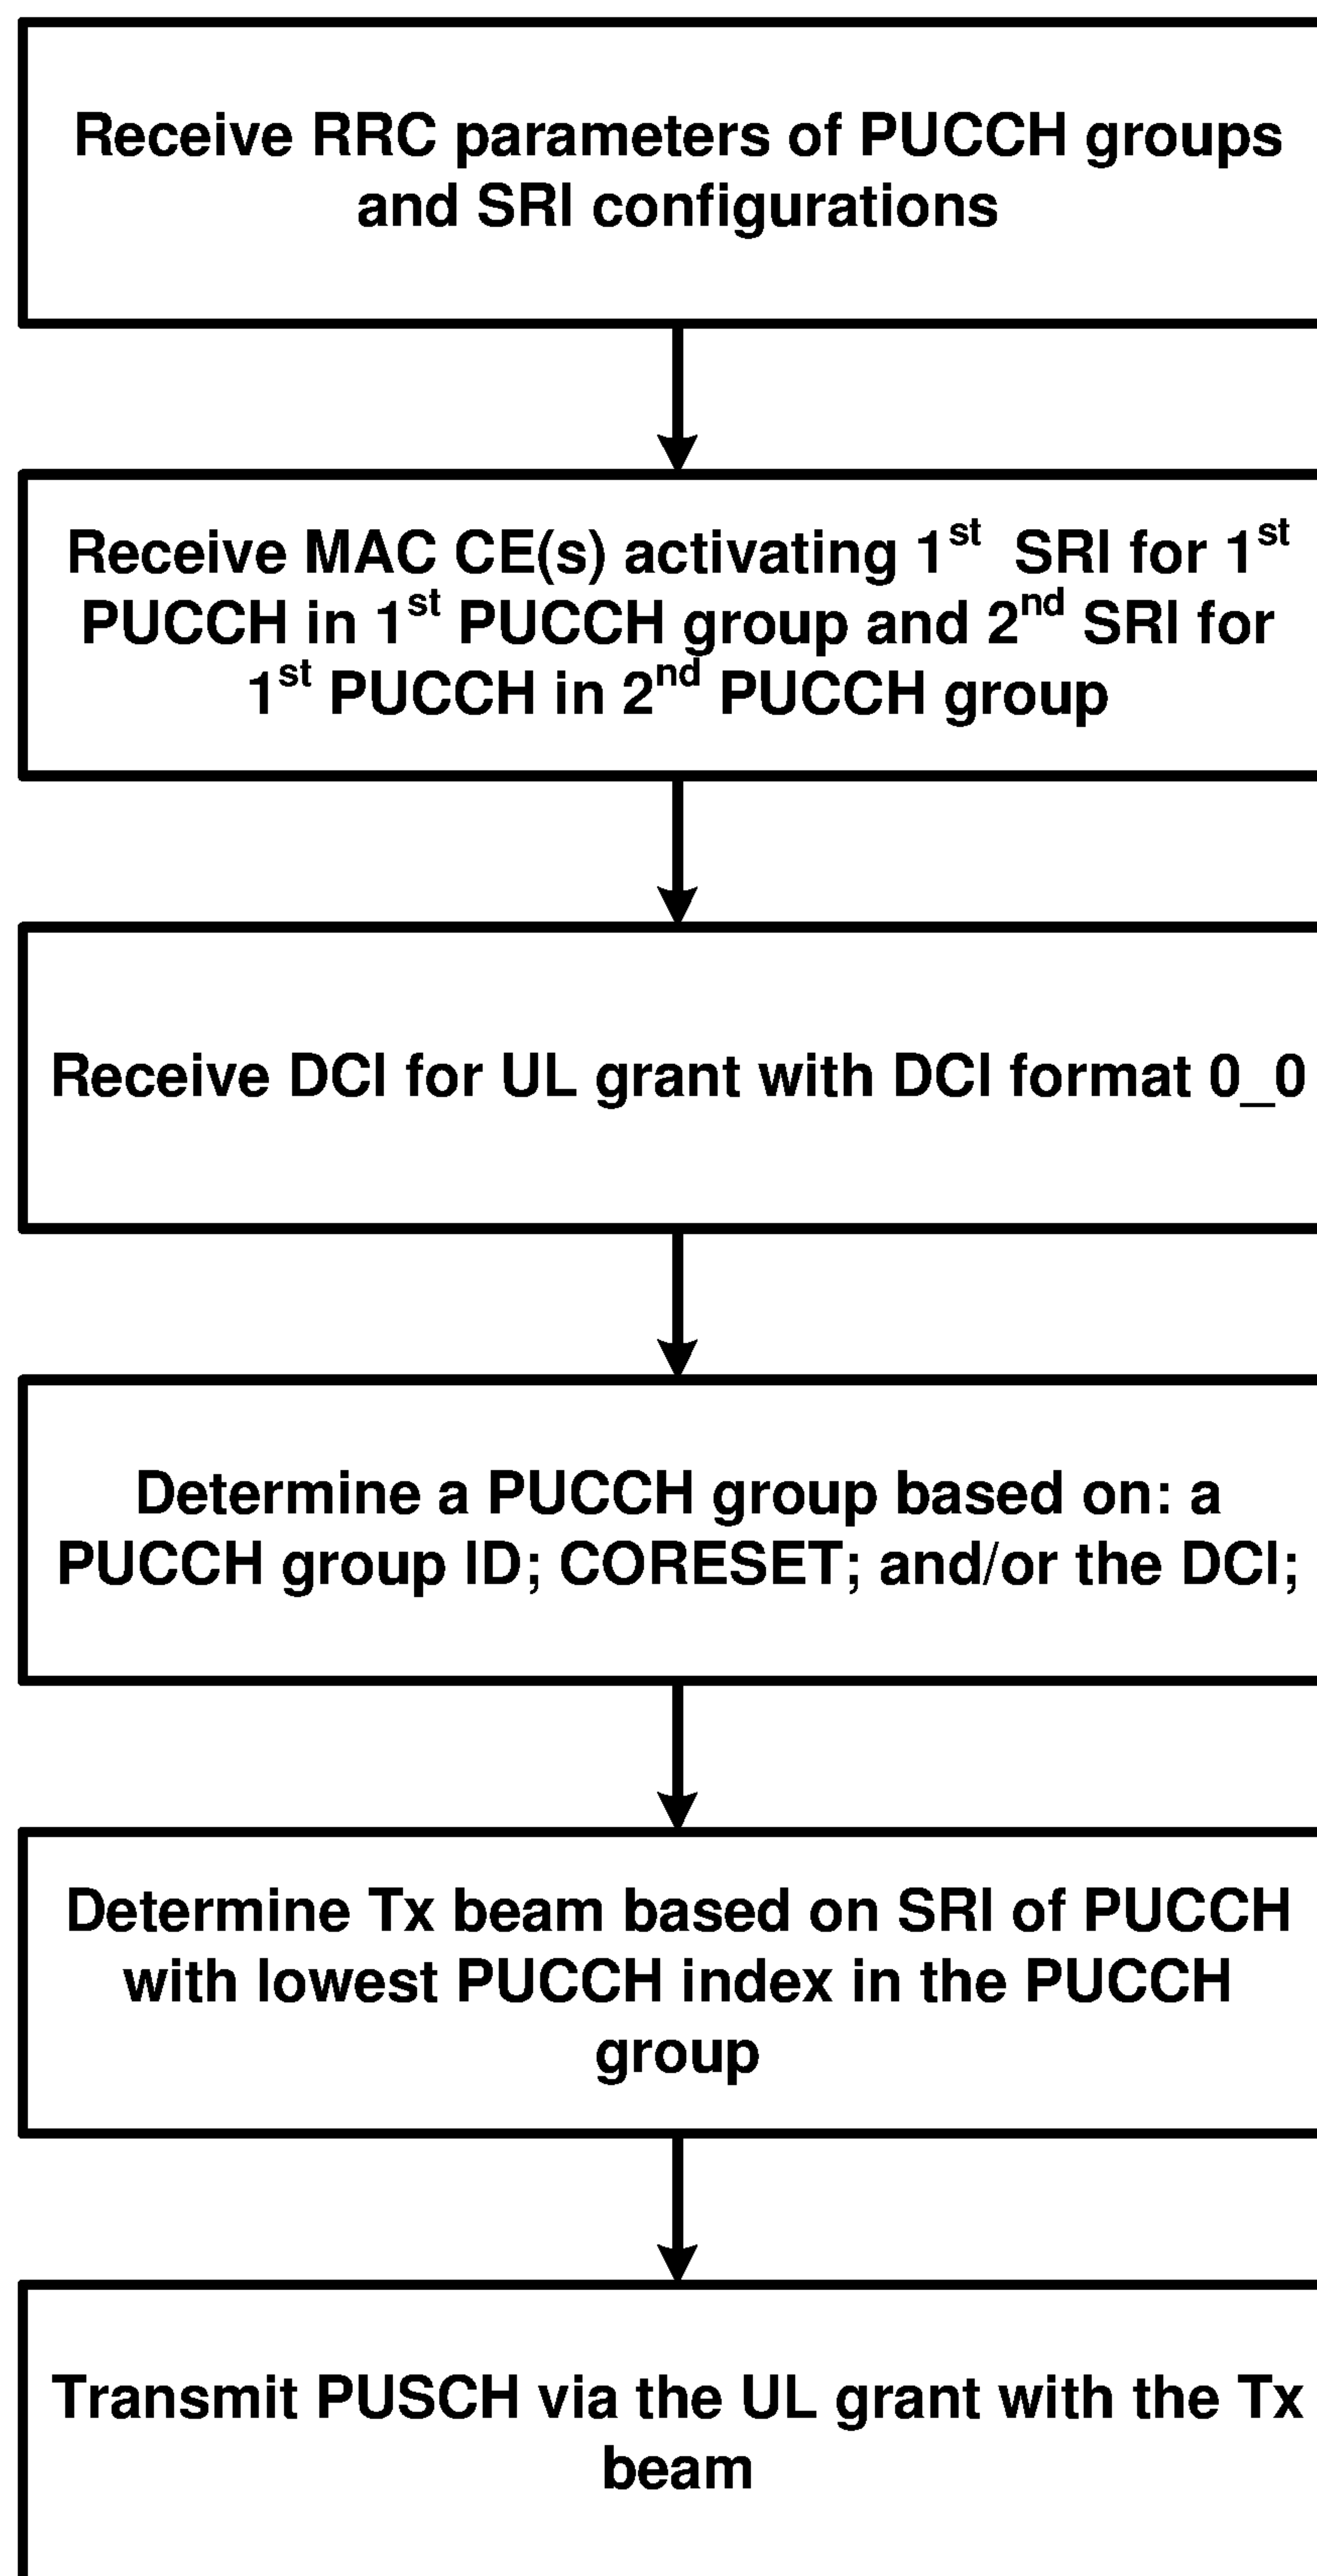 Receive RRC parameters of PUCCH groups
and SRI configurations
Receive MAC CE(s) activating 1st SRI for 1st
PUCCH in 1st PUCCH group and 2nd SRI for
1st PUCCH in 2nd PUCCH group
Receive DCI for UL grant with DCI format 0_0
Determine a PUCCH group based on: a
PUCCH group ID; CORESET; and/or the DCI;
Determine Tx beam based on SRI of PUCCH
with lowest PUCCH index in the PUCCH
group
Transmit PUSCH via the UL grant with the Tx
beam